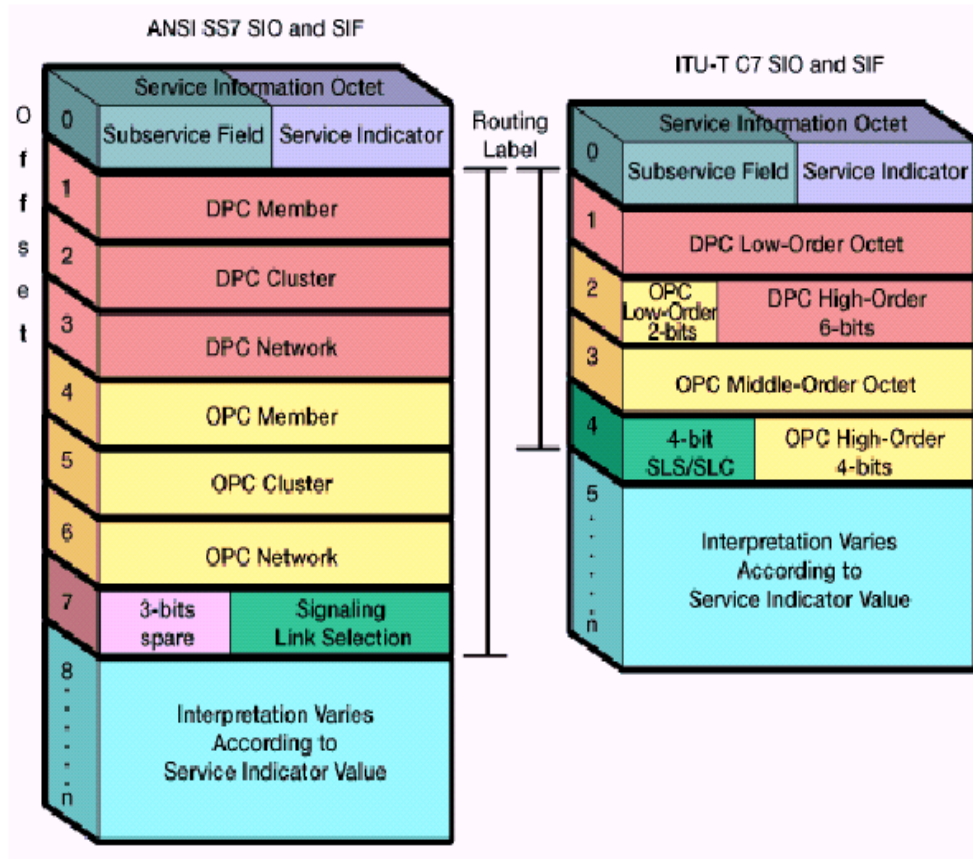 ANSI SS7 SIO and SIF
Offset
Service Information Octet
0
Subservice Field
Service Indicator
1
DPC Member
2
DPC Cluster
3
DPC Network
4
OPC Member
5
OPC Cluster
6
OPC Network
7
3-bits
spare
Signaling
Link Selection
8
n
Interpretation Varies
According to
Service Indicator Value
Routing
Label
ITU-T C7 SIO and SIF
Service Information Octet
0
Subservice Field
Service Indicator
1
DPC Low-Order Octet
2
OPC
Low-Order
2-bits
DPC High-Order
6-bits
3
OPC Middle-Order Octet
4
4-bit
SLS/SLC
OPC High-Order
4-bits
5
n
Interpretation Varies
According to
Service Indicator Value